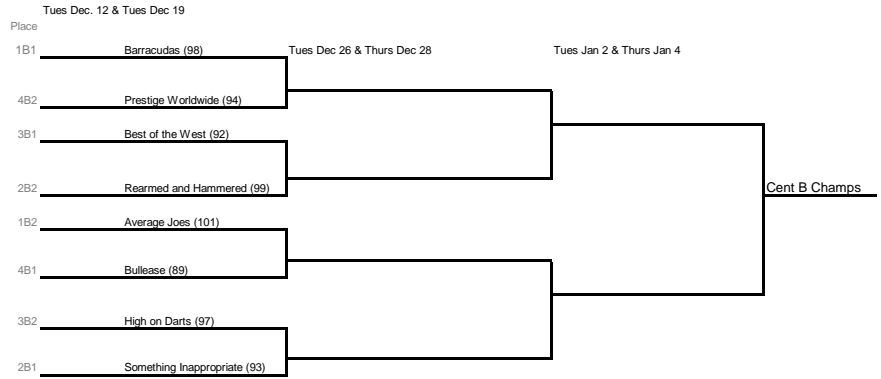 Tues Dec. 12 & Tues Dec 19
Place
1B1 Barracudas (98) Tues Dec 26 & Thurs Dec 28 Tues Jan 2 & Thurs Jan 4
4B2 Prestige Worldwide (94)
3B1 Best of the West (92)
2B2 Rearmed and Hammered (99) Cent B Champs
1B2 Average Joes (101)
4B1 Bullease (89)
3B2 High on Darts (97)
2B1 Something Inappropriate (93)